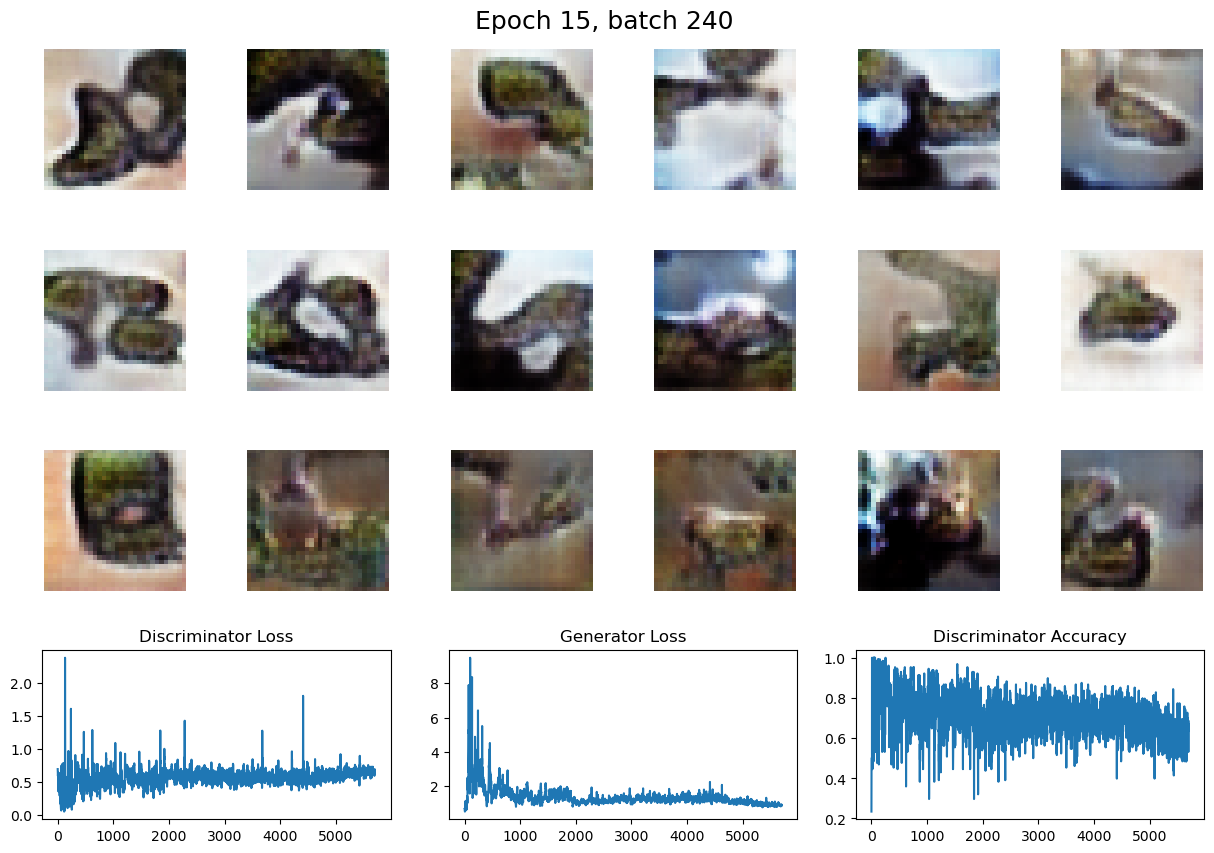 Epoch 15, batch 240
Discriminator Loss
Generator Loss
Discriminator Accuracy
2.0
1.5
1.0
0.5
0.0
0 1000 2000 3000 4000 5000
8
6
4
2
0 1000 2000 3000 4000 5000
1.0
0.8
0.6
0.4
0.2
0 1000 2000 3000 4000 5000